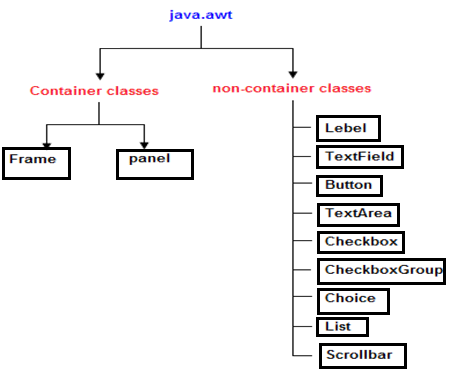 java.awt
Container classes
non-container classes
Frame
panel
Lebel
TextField
Button
TextArea
Checkbox
CheckboxGroup
Choice
List
Scrollbar